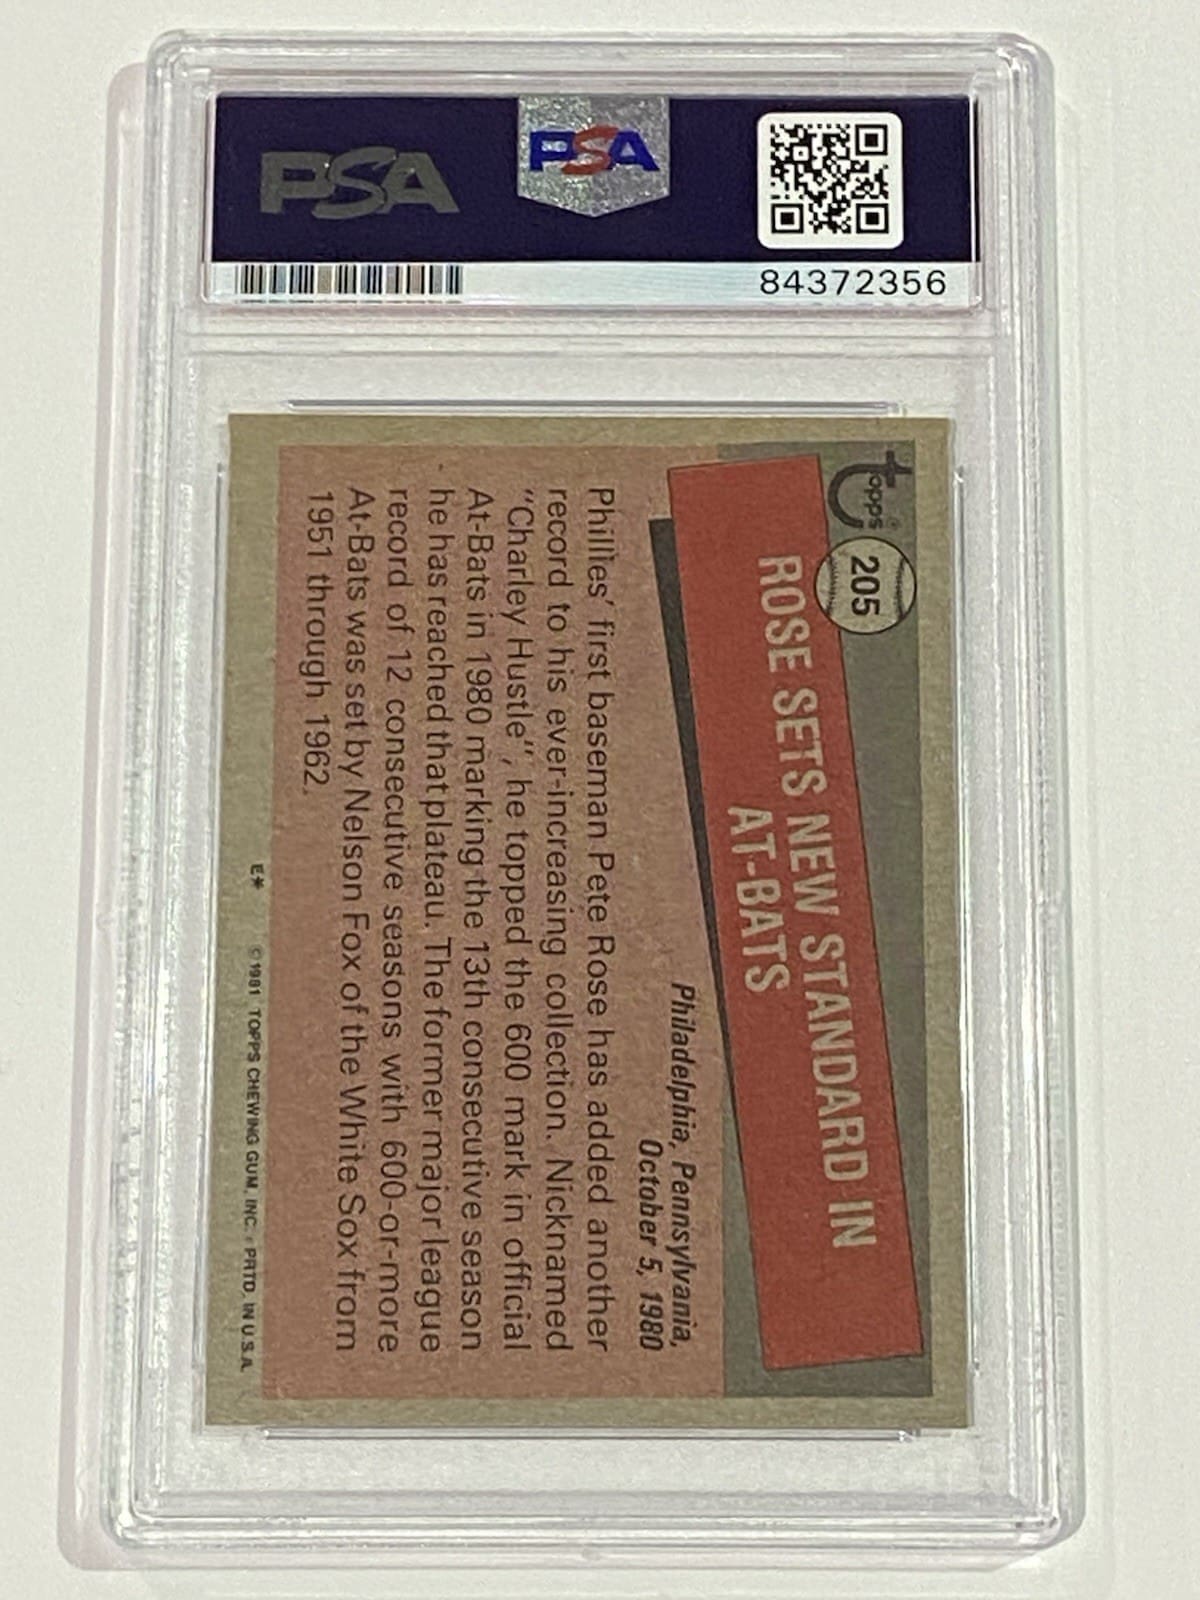 PSA
PSA
84372356
Topps®
205
ROSE SETS NEW STANDARD IN
AT-BATS
Philadelphia, Pennsylvania,
October 5, 1980
Phillies' first baseman Pete Rose has added another
record to his ever-increasing collection. Nicknamed
"Charley Hustle", he topped the 600 mark in official
At-Bats in 1980 marking the 13th consecutive season
he has reached that plateau. The former major league
record of 12 consecutive seasons with 600-or-more
At-Bats was set by Nelson Fox of the White Sox from
1951 through 1962.
E* © 1981 TOPPS CHEWING GUM, INC. PRTD. IN U.S.A.